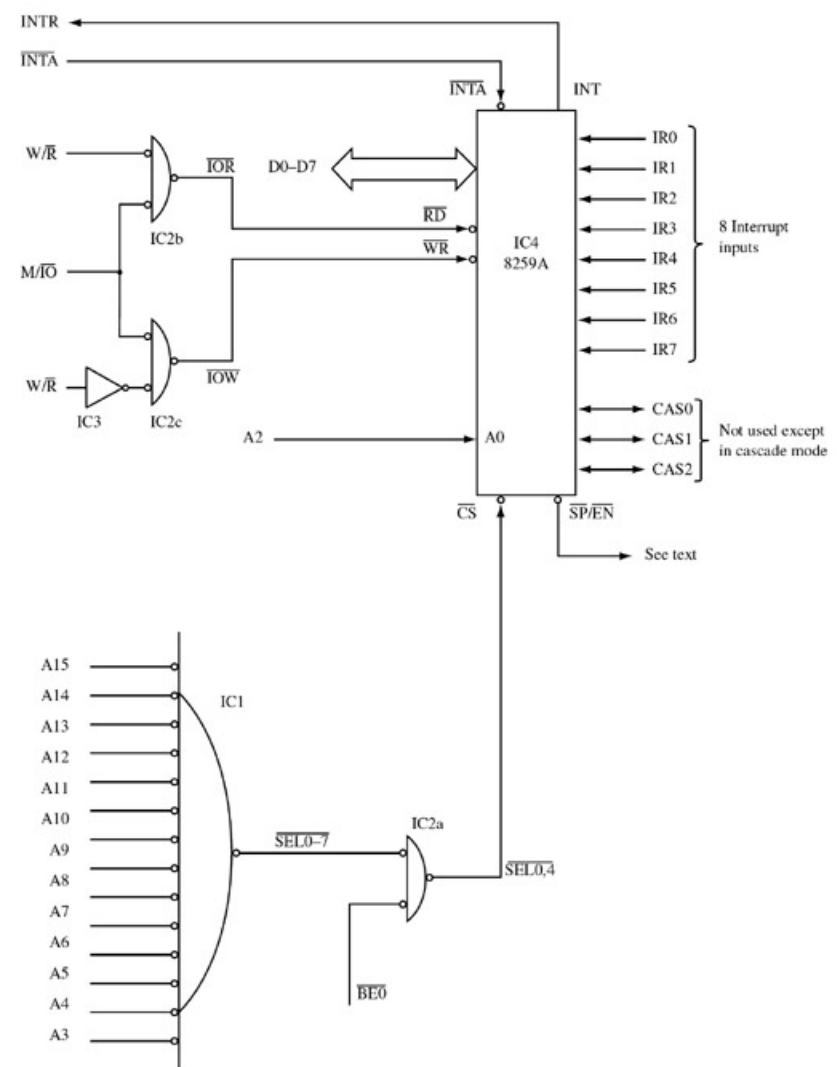 INTR
INTA
INTA
INT
W/R
IOR
D0–D7
IR0
IR1
IR2
IR3
IR4
IR5
IR6
IR7
8 Interrupt
inputs
RD
WR
IC4
8259A
IC2b
M/IO
W/R
IOW
IC3
IC2c
A2
A0
CAS0
CAS1
CAS2
Not used except
in cascade mode
CS
SP/EN
See text
A15
A14
A13
A12
A11
A10
A9
A8
A7
A6
A5
A4
A3
IC1
SEL0–7
IC2a
SEL0,4
BE0